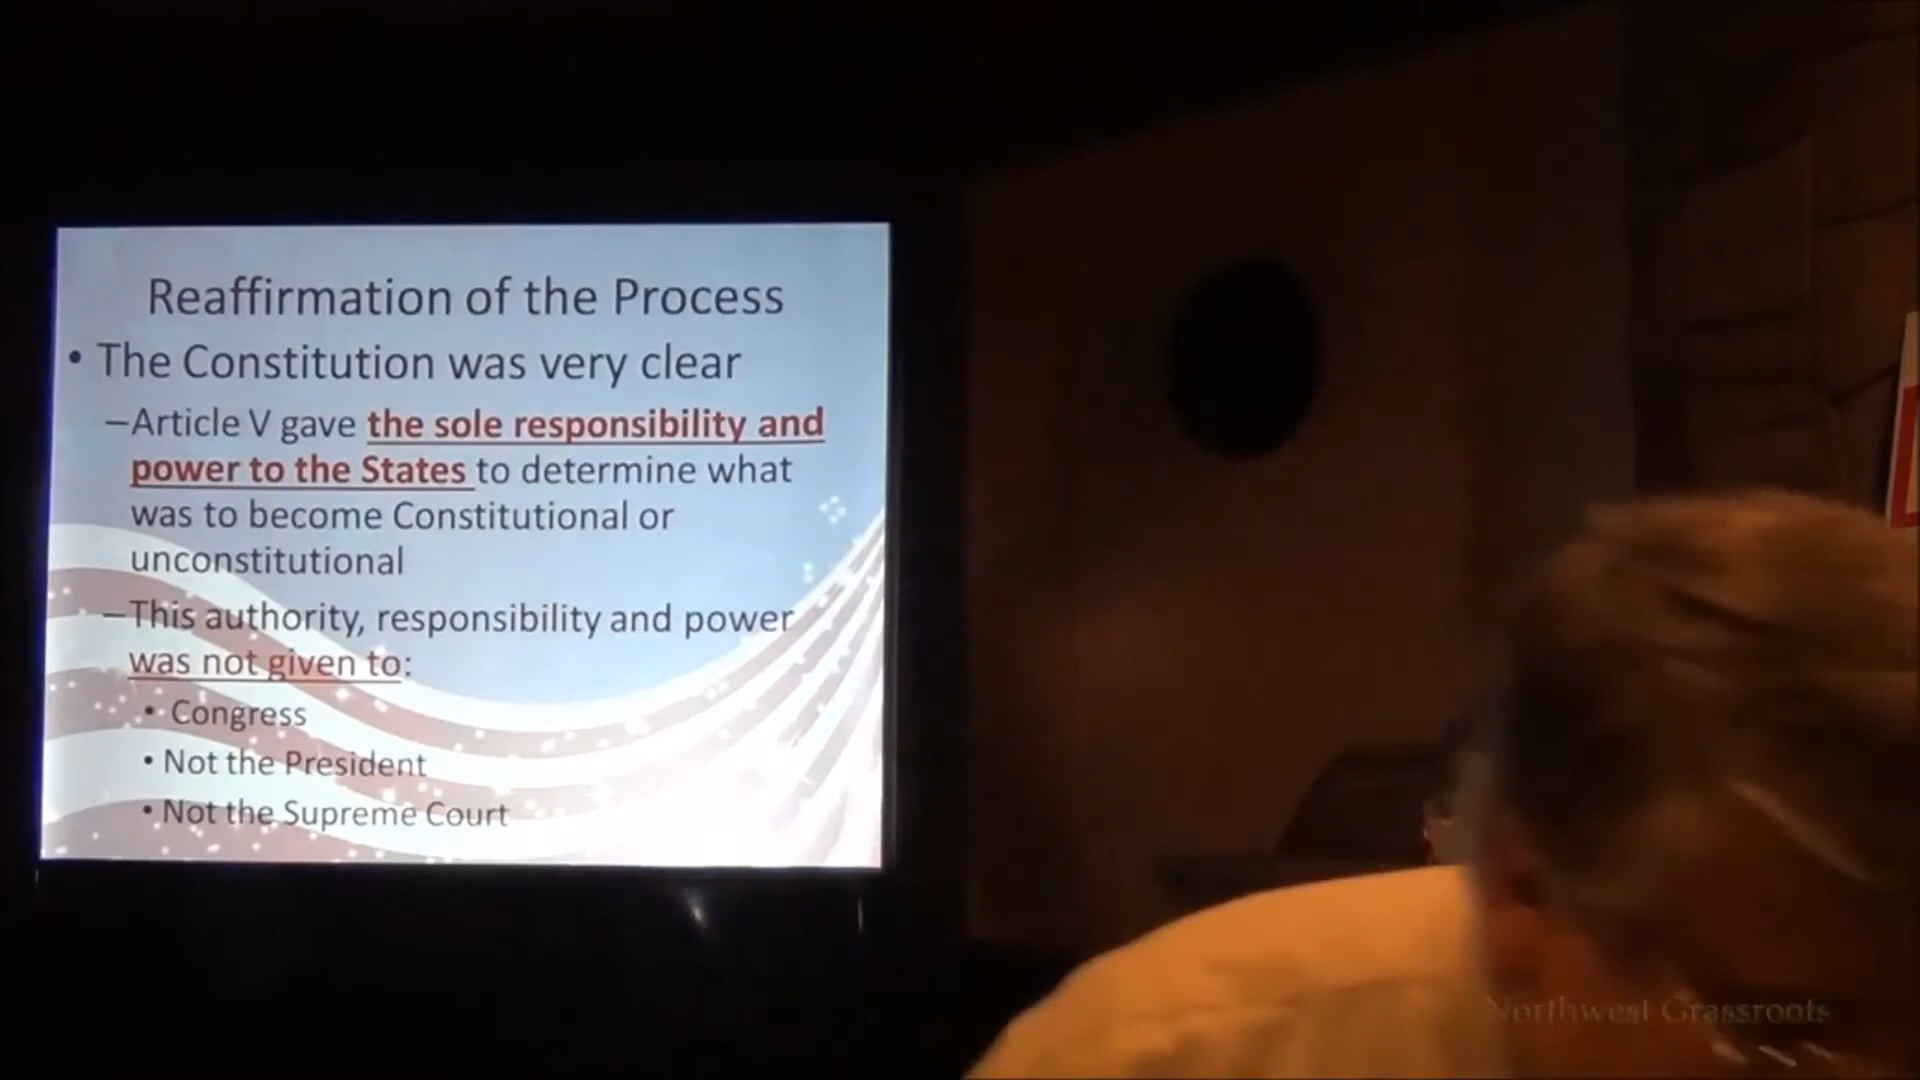 Reaffirmation of the Process
• The Constitution was very clear
–Article V gave the sole responsibility and
power to the States to determine what
was to become Constitutional or
unconstitutional
–This authority, responsibility and power
was not given to:
• Congress
• Not the President
• Not the Supreme Court
Northwest Grassroots